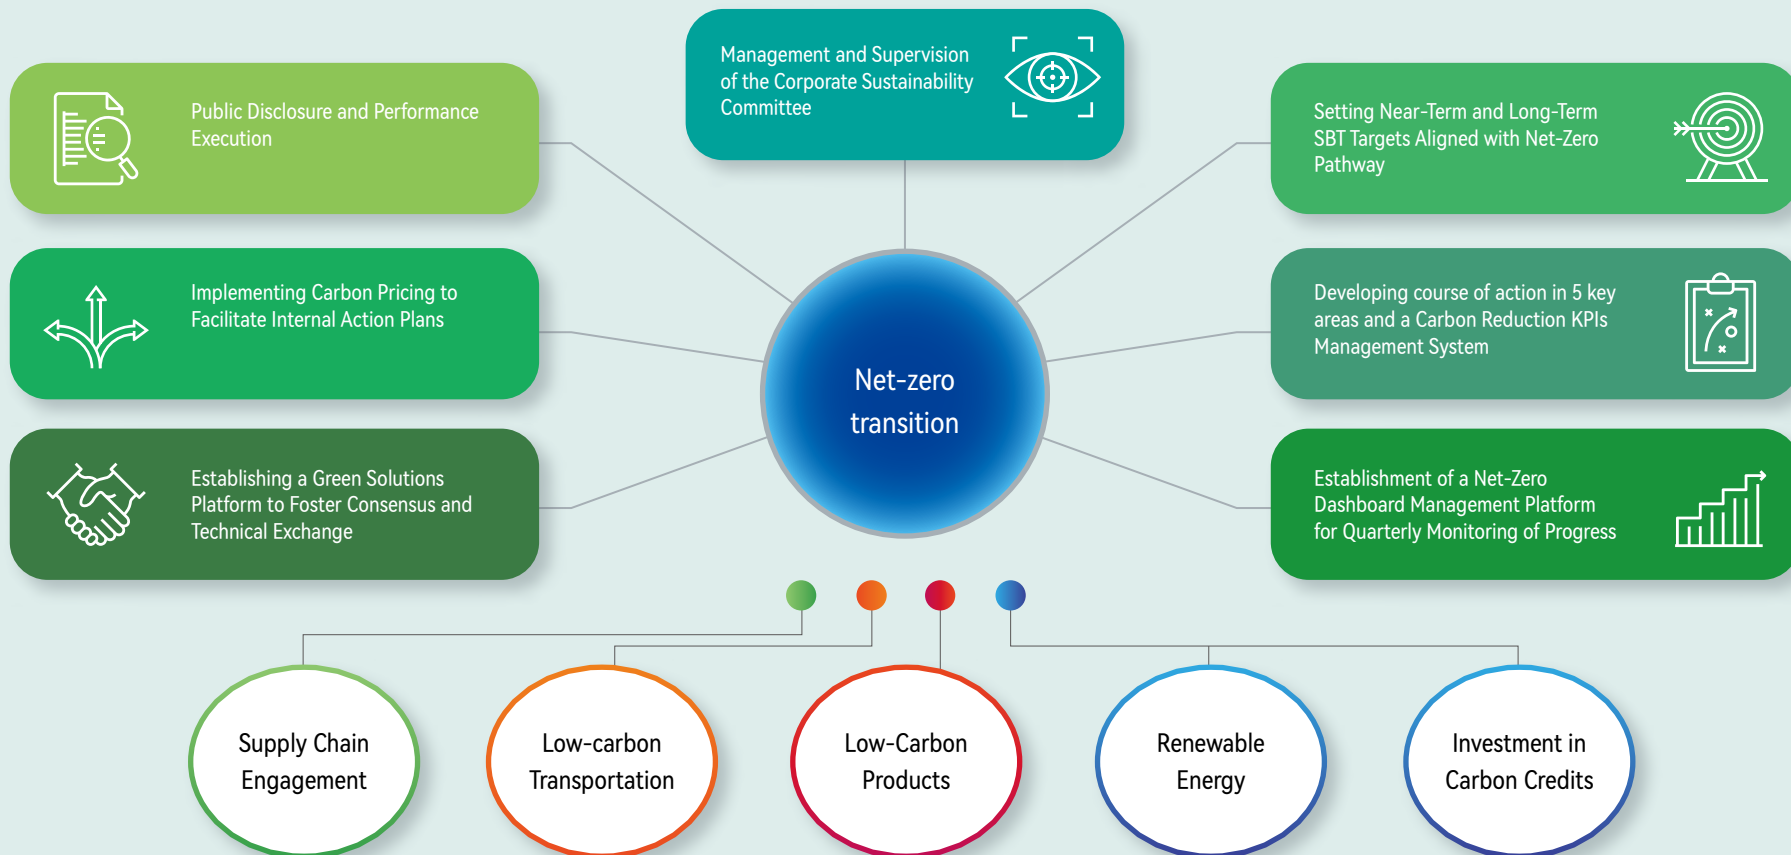 Management and Supervision
of the Corporate Sustainability
Committee
Public Disclosure and Performance
Execution
Setting Near-Term and Long-Term
SBT Targets Aligned with Net-Zero
Pathway
Implementing Carbon Pricing to
Facilitate Internal Action Plans
Developing course of action in 5 key
areas and a Carbon Reduction KPIs
Management System
Net-zero
transition
Establishing a Green Solutions
Platform to Foster Consensus and
Technical Exchange
Establishment of a Net-Zero
Dashboard Management Platform
for Quarterly Monitoring of Progress
Supply Chain
Engagement
Low-carbon
Transportation
Low-Carbon
Products
Renewable
Energy
Investment in
Carbon Credits